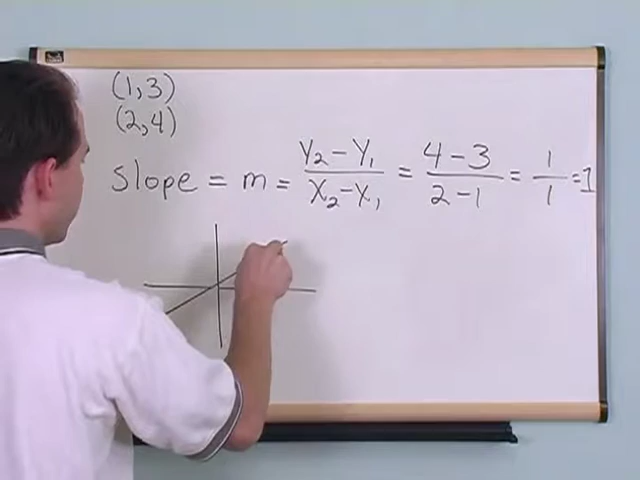 (1,3)
(2,4)
slope = m = Y₂ - Y₁ / X₂ - X₁ = 4 - 3 / 2 - 1 = 1 / 1 = 1